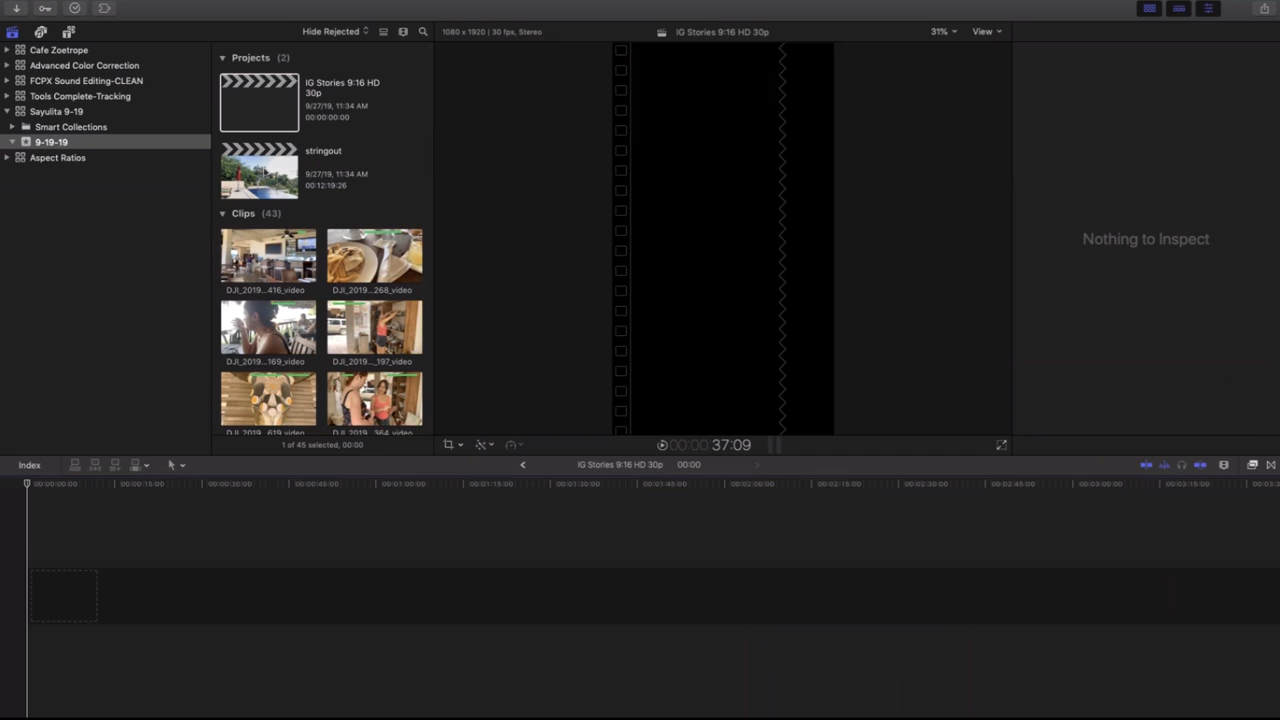 Hide Rejected
1080 x 1920 | 30 fps, Stereo
IG Stories 9:16 HD 30p
31%
View
Cafe Zoetrope
Advanced Color Correction
FCPX Sound Editing-CLEAN
Tools Complete-Tracking
Sayulita 9-19
Smart Collections
9-19-19
Aspect Ratios
Projects (2)
IG Stories 9:16 HD
30p
9/27/19, 11:34 AM
00:00:00:00
stringout
9/27/19, 11:34 AM
00:12:19:26
Clips (43)
DJI_2019...416_video
DJI_2019...268_video
DJI_2019...169_video
DJI_2019..._197_video
DJI_2019...619_video
DJI_2019...364_video
1 of 45 selected, 00:00
Nothing to Inspect
00:00:37:09
Index
IG Stories 9:16 HD 30p
00:00
00:00:00:00
00:00:15:00
00:00:30:00
00:00:45:00
00:01:00:00
00:01:15:00
00:01:30:00
00:01:45:00
00:02:00:00
00:02:15:00
00:02:30:00
00:02:45:00
00:03:00:00
00:03:15:00